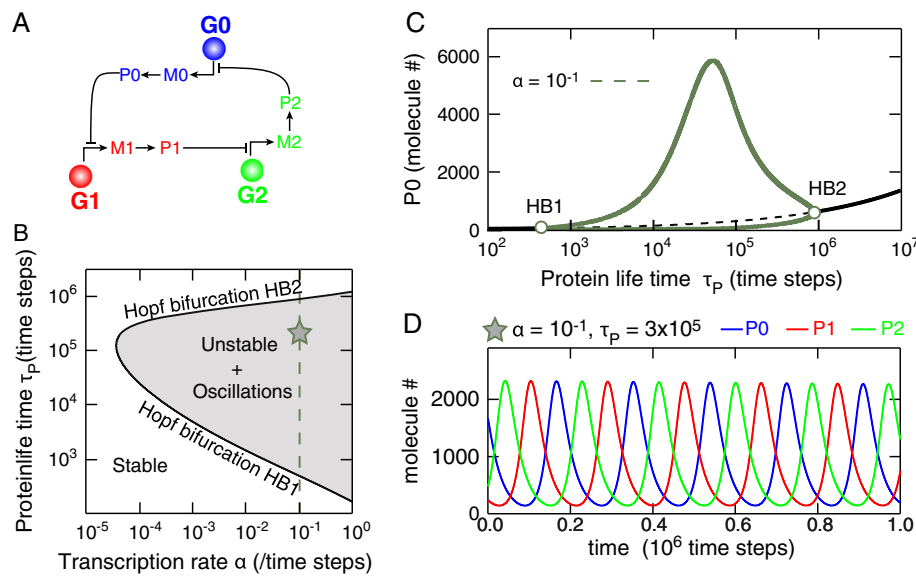 A
G0
P0
M0
P2
M1
P1
M2
G1
G2
B
Proteinlife time τP(time steps)
10^6
10^5
10^4
10^3
Hopf bifurcation HB2
Unstable
+
Oscillations
Hopf bifurcation HB1
Stable
10^-5
10^-4
10^-3
10^-2
10^-1
10^0
Transcription rate α (/time steps)
C
P0 (molecule #)
6000
4000
2000
0
α = 10^-1
HB1
HB2
10^2
10^3
10^4
10^5
10^6
10^7
Protein life time τP (time steps)
D
α = 10^-1, τP = 3x10^5
P0
P1
P2
molecule #
2000
1000
0
0.0
0.2
0.4
0.6
0.8
1.0
time (10^6 time steps)